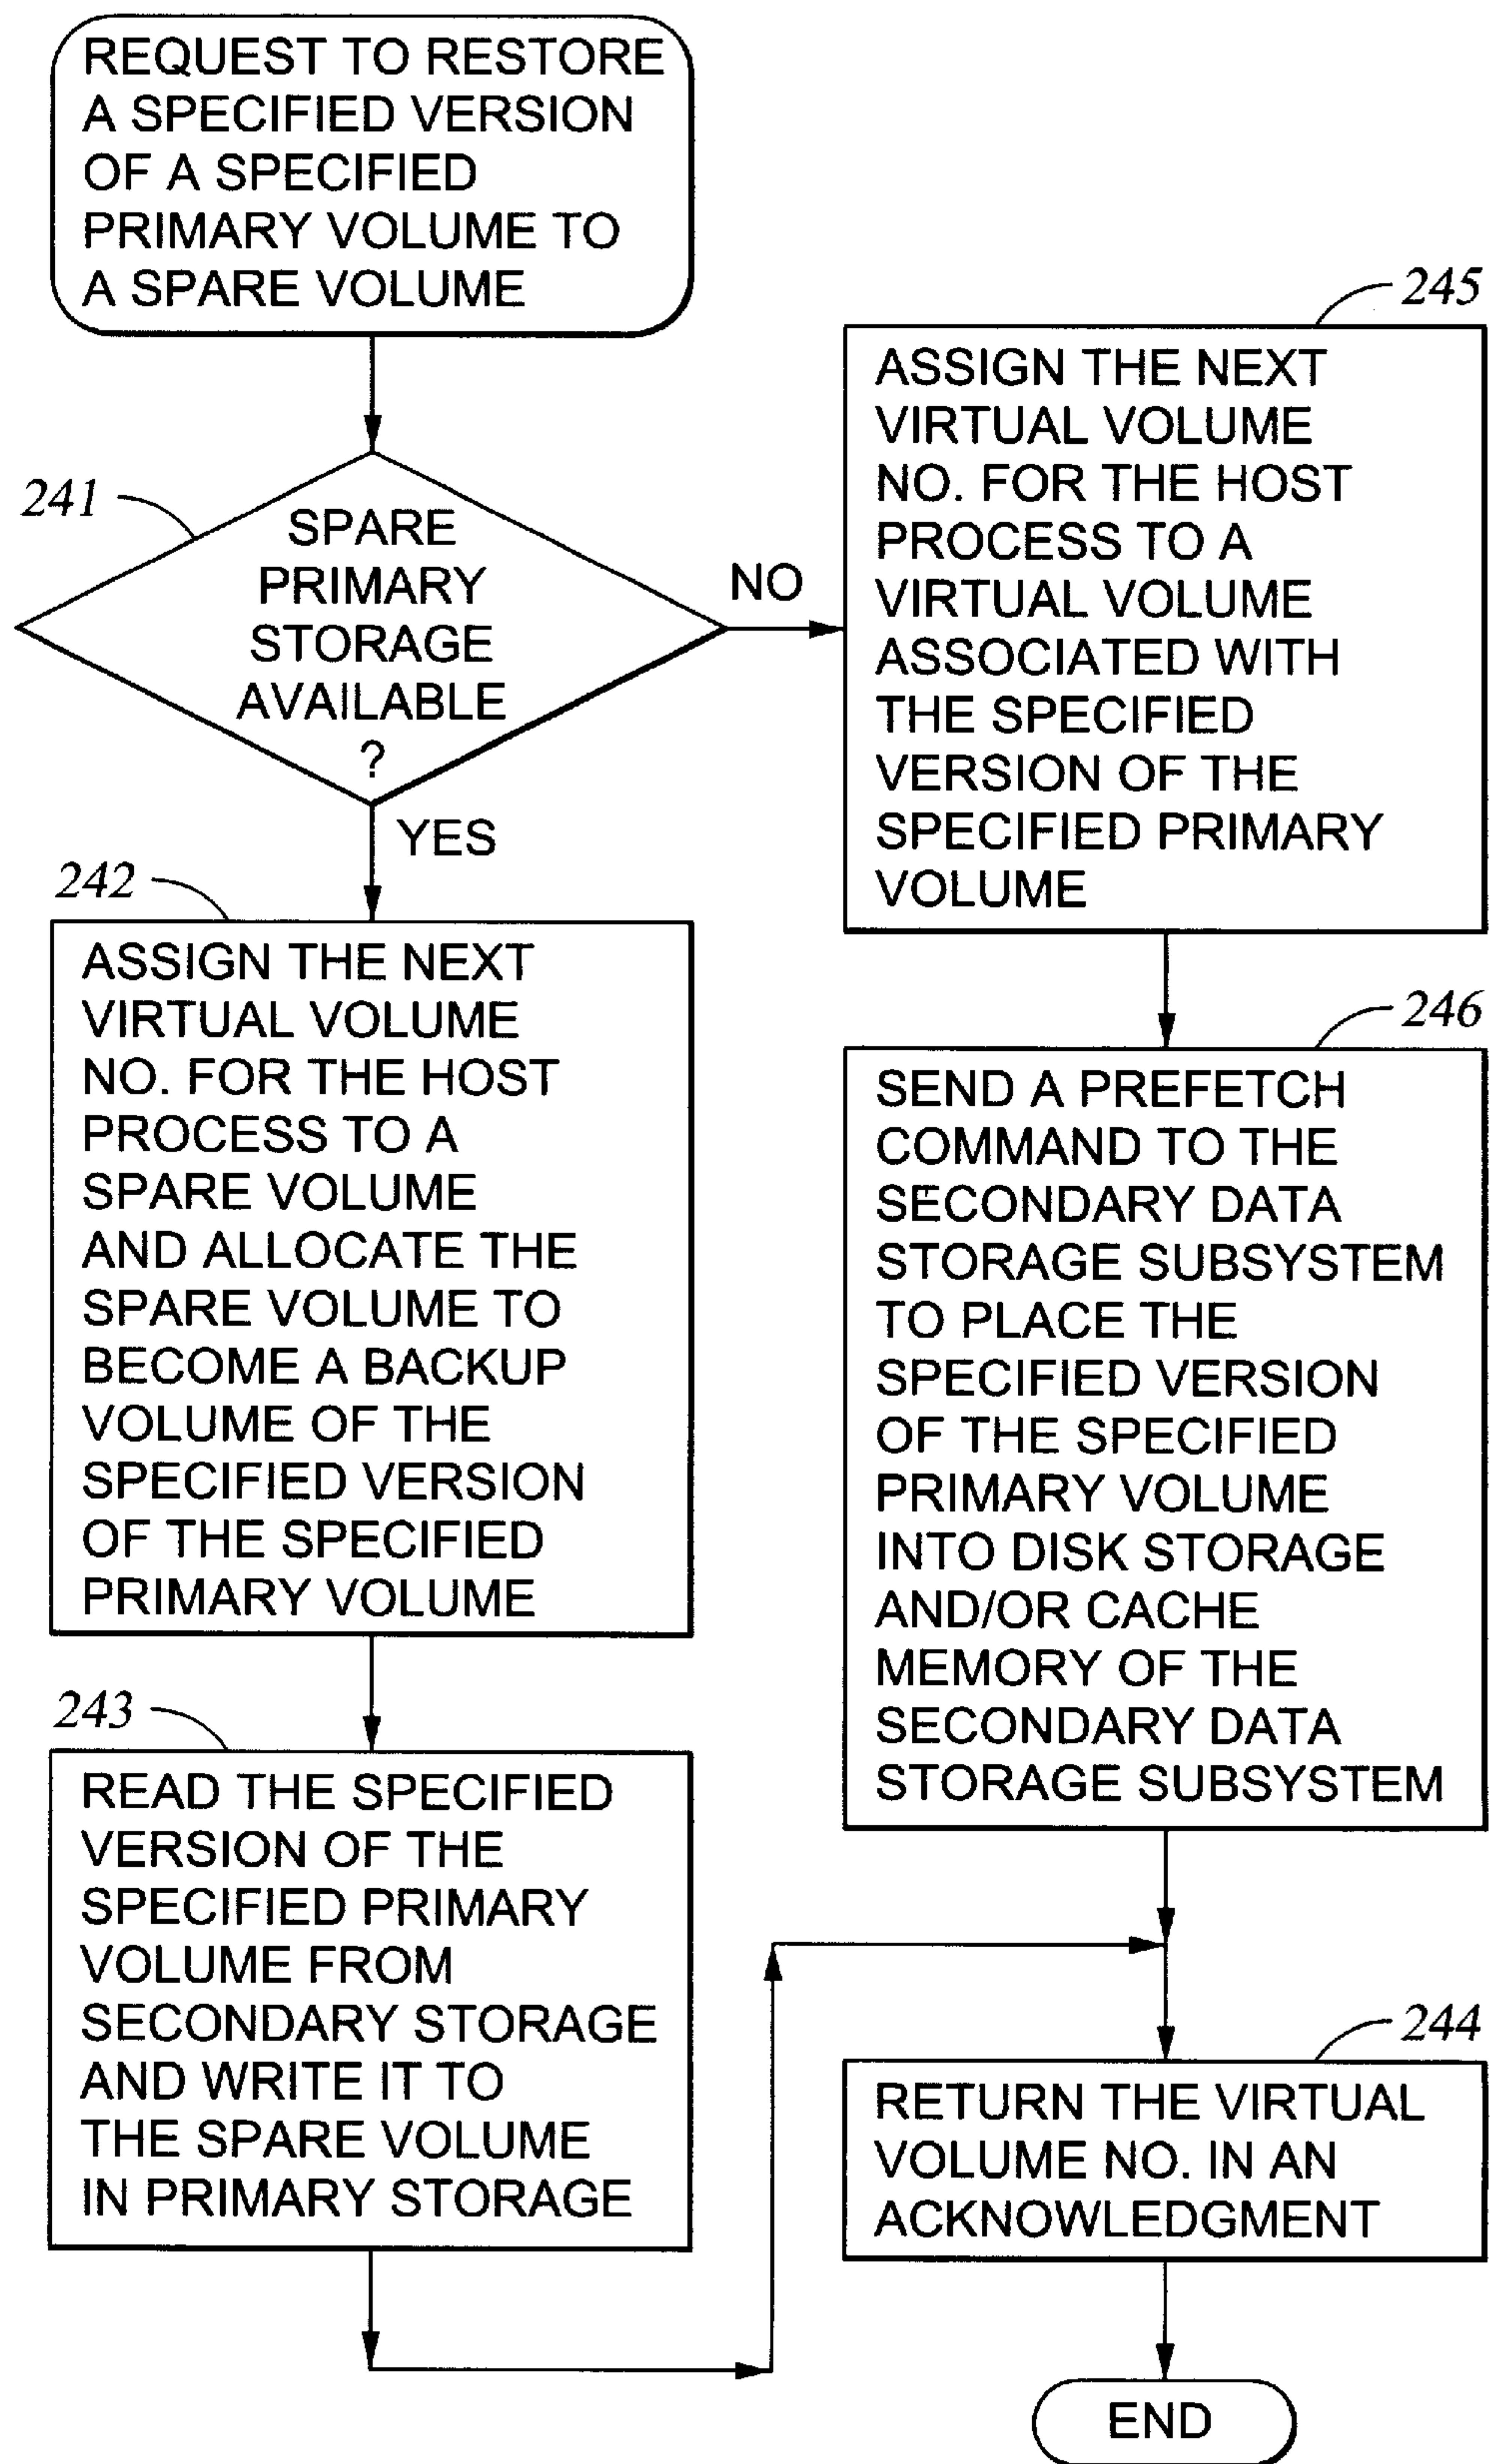 REQUEST TO RESTORE
A SPECIFIED VERSION
OF A SPECIFIED
PRIMARY VOLUME TO
A SPARE VOLUME
241
SPARE
PRIMARY
STORAGE
AVAILABLE
?
NO
YES
242
ASSIGN THE NEXT
VIRTUAL VOLUME
NO. FOR THE HOST
PROCESS TO A
SPARE VOLUME
AND ALLOCATE THE
SPARE VOLUME TO
BECOME A BACKUP
VOLUME OF THE
SPECIFIED VERSION
OF THE SPECIFIED
PRIMARY VOLUME
243
READ THE SPECIFIED
VERSION OF THE
SPECIFIED PRIMARY
VOLUME FROM
SECONDARY STORAGE
AND WRITE IT TO
THE SPARE VOLUME
IN PRIMARY STORAGE
245
ASSIGN THE NEXT
VIRTUAL VOLUME
NO. FOR THE HOST
PROCESS TO A
VIRTUAL VOLUME
ASSOCIATED WITH
THE SPECIFIED
VERSION OF THE
SPECIFIED PRIMARY
VOLUME
246
SEND A PREFETCH
COMMAND TO THE
SECONDARY DATA
STORAGE SUBSYSTEM
TO PLACE THE
SPECIFIED VERSION
OF THE SPECIFIED
PRIMARY VOLUME
INTO DISK STORAGE
AND/OR CACHE
MEMORY OF THE
SECONDARY DATA
STORAGE SUBSYSTEM
244
RETURN THE VIRTUAL
VOLUME NO. IN AN
ACKNOWLEDGMENT
END